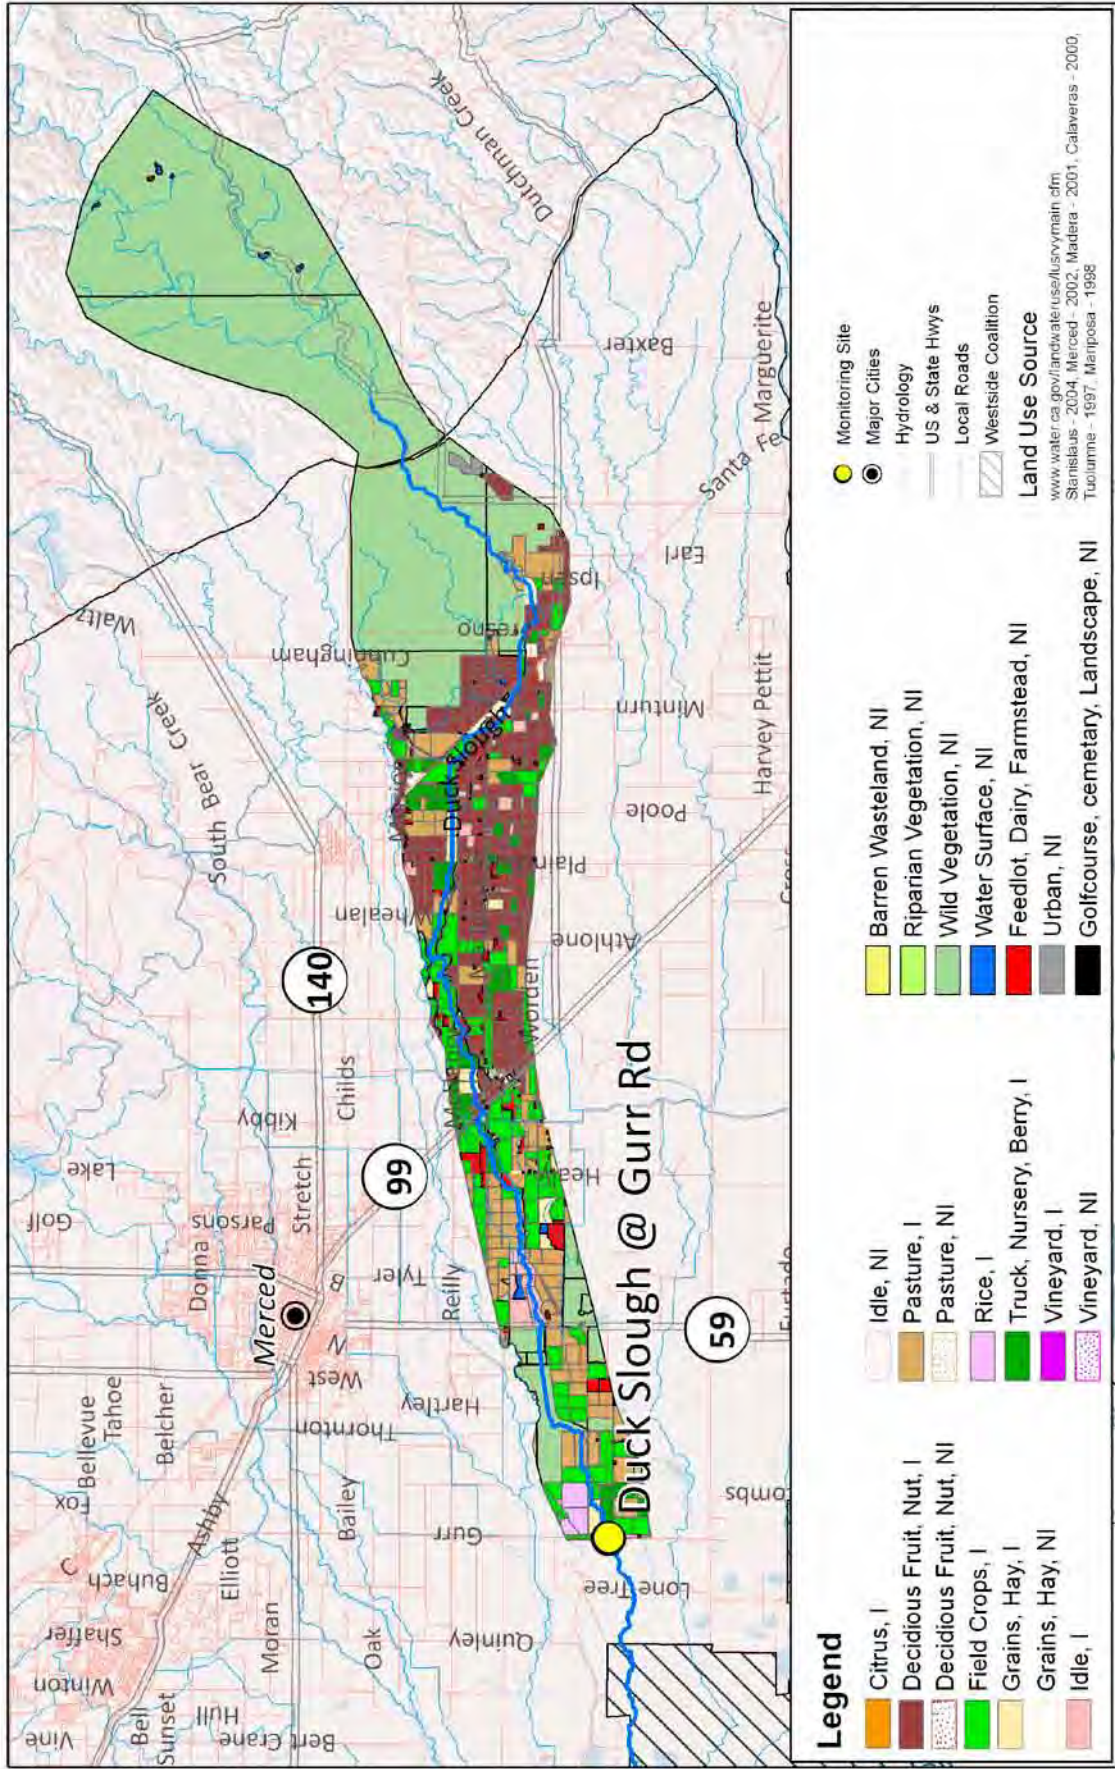 Vine
Winton
Shaffer
Buhach
Bell
Sunset
Hull
Bert Crane
Elliott
Moran
Ashby
Fox
Bellevue
Tahoe
Belcher
Oak
Bailey
Quinley
Gurr
Lone Tree
Thornton
Hartley
West
Merced
Donna
Parsons
Golf
Lake
Stretch
Kibby
Childs
Tyler
Reilly
B
99
140
59
South Bear Creek
Waltz
Cunningham
Whealan
Duck Slough
Healy
Worden
Athlone
Plain
Poole
Minturn
Harvey Pettit
Ipsen
Earl
Santa Fe
Marguerite
Baxter
Dutchman Creek
Duck Slough @ Gurr Rd
Legend
Citrus, I
Decidious Fruit, Nut, I
Decidious Fruit, Nut, NI
Field Crops, I
Grains, Hay, I
Grains, Hay, NI
Idle, I
Idle, NI
Pasture, I
Pasture, NI
Rice, I
Truck, Nursery, Berry, I
Vineyard, I
Vineyard, NI
Barren Wasteland, NI
Riparian Vegetation, NI
Wild Vegetation, NI
Water Surface, NI
Feedlot, Dairy, Farmstead, NI
Urban, NI
Golfcourse, cemetary, Landscape, NI
Monitoring Site
Major Cities
Hydrology
US & State Hwys
Local Roads
Westside Coalition
Land Use Source
www.water.ca.gov/landwateruse/lusrvymain.cfm
Stanislaus - 2004, Merced - 2002, Madera - 2001, Calaveras - 2000,
Tuolumne - 1997, Mariposa - 1998